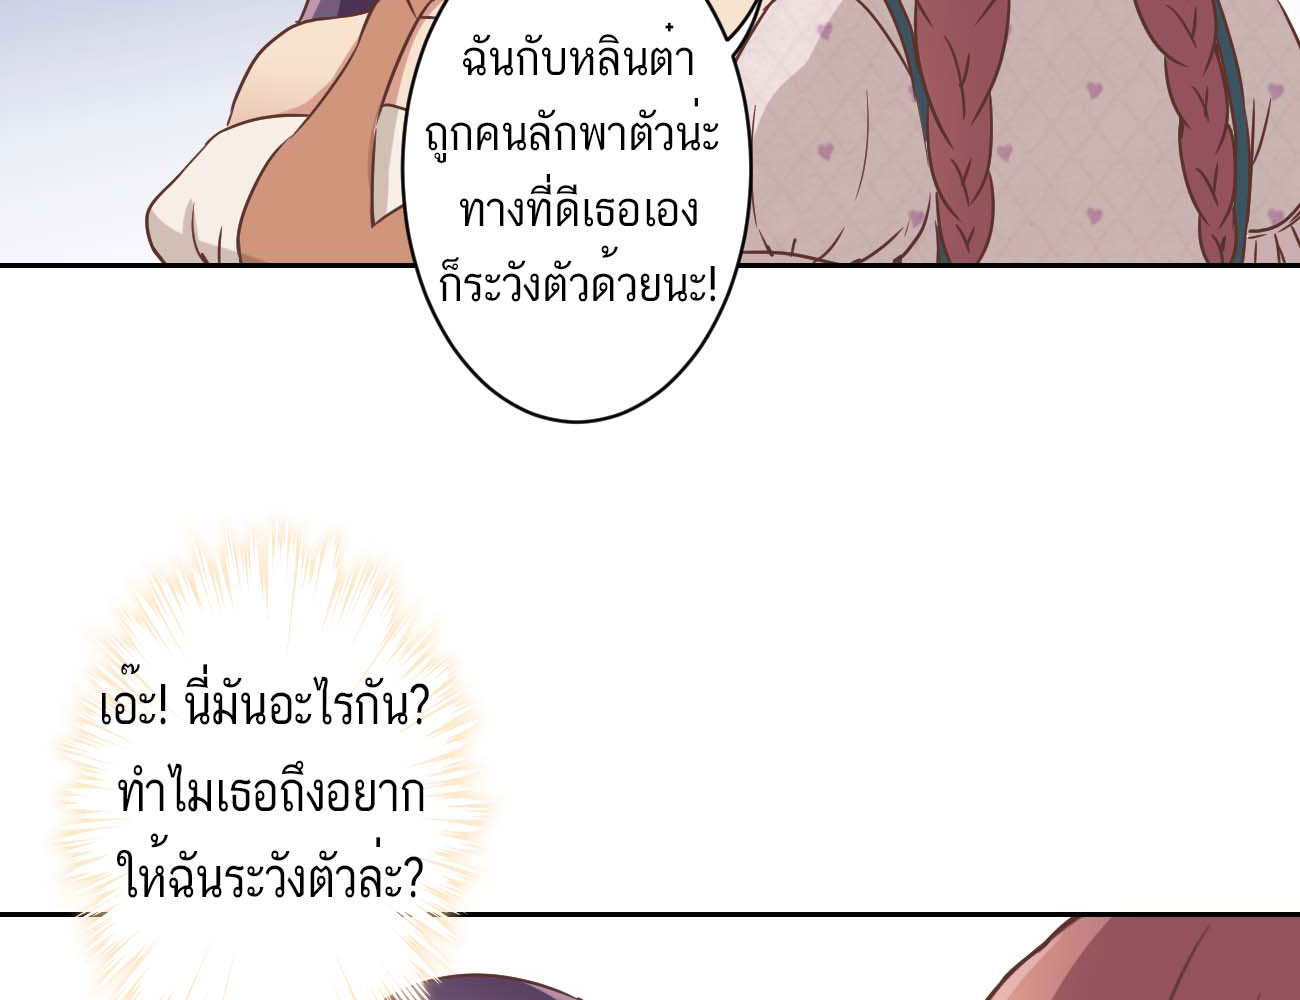 ฉันกับหลินต๋า
ถูกคนลักพาตัวน่ะ
ทางที่ดีเธอเอง
ก็ระวังตัวด้วยนะ!
เอ๊ะ! นี่มันอะไรกัน?
ทำไมเธอถึงอยาก
ให้ฉันระวังตัวล่ะ?